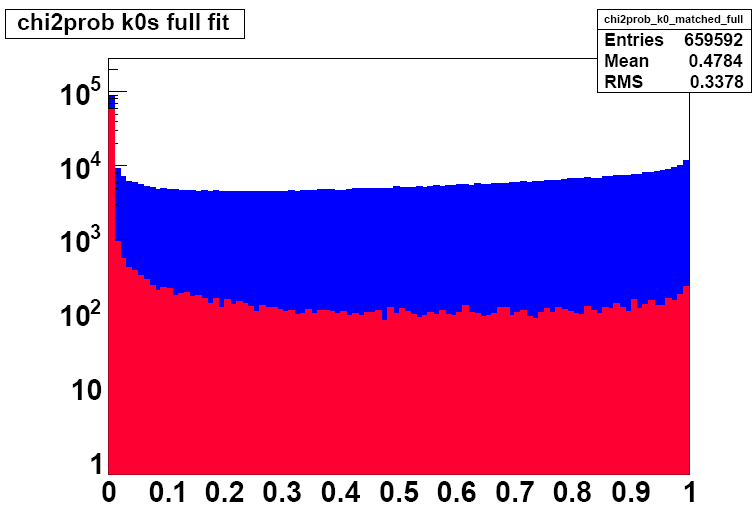 chi2prob k0s full fit
chi2prob_k0_matched_full
Entries 659592
Mean 0.4784
RMS 0.3378
10^5
10^4
10^3
10^2
10
1
0 0.1 0.2 0.3 0.4 0.5 0.6 0.7 0.8 0.9 1